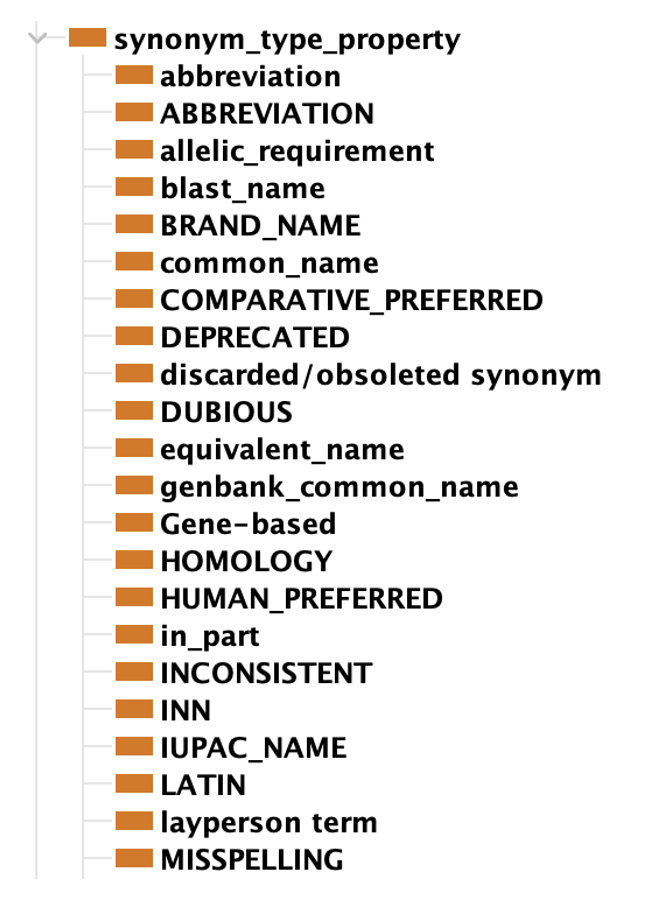 synonym_type_property
abbreviation
ABBREVIATION
allelic_requirement
blast_name
BRAND_NAME
common_name
COMPARATIVE_PREFERRED
DEPRECATED
discarded/obsoleted synonym
DUBIOUS
equivalent_name
genbank_common_name
Gene-based
HOMOLOGY
HUMAN_PREFERRED
in_part
INCONSISTENT
INN
IUPAC_NAME
LATIN
layperson term
MISSPELLING